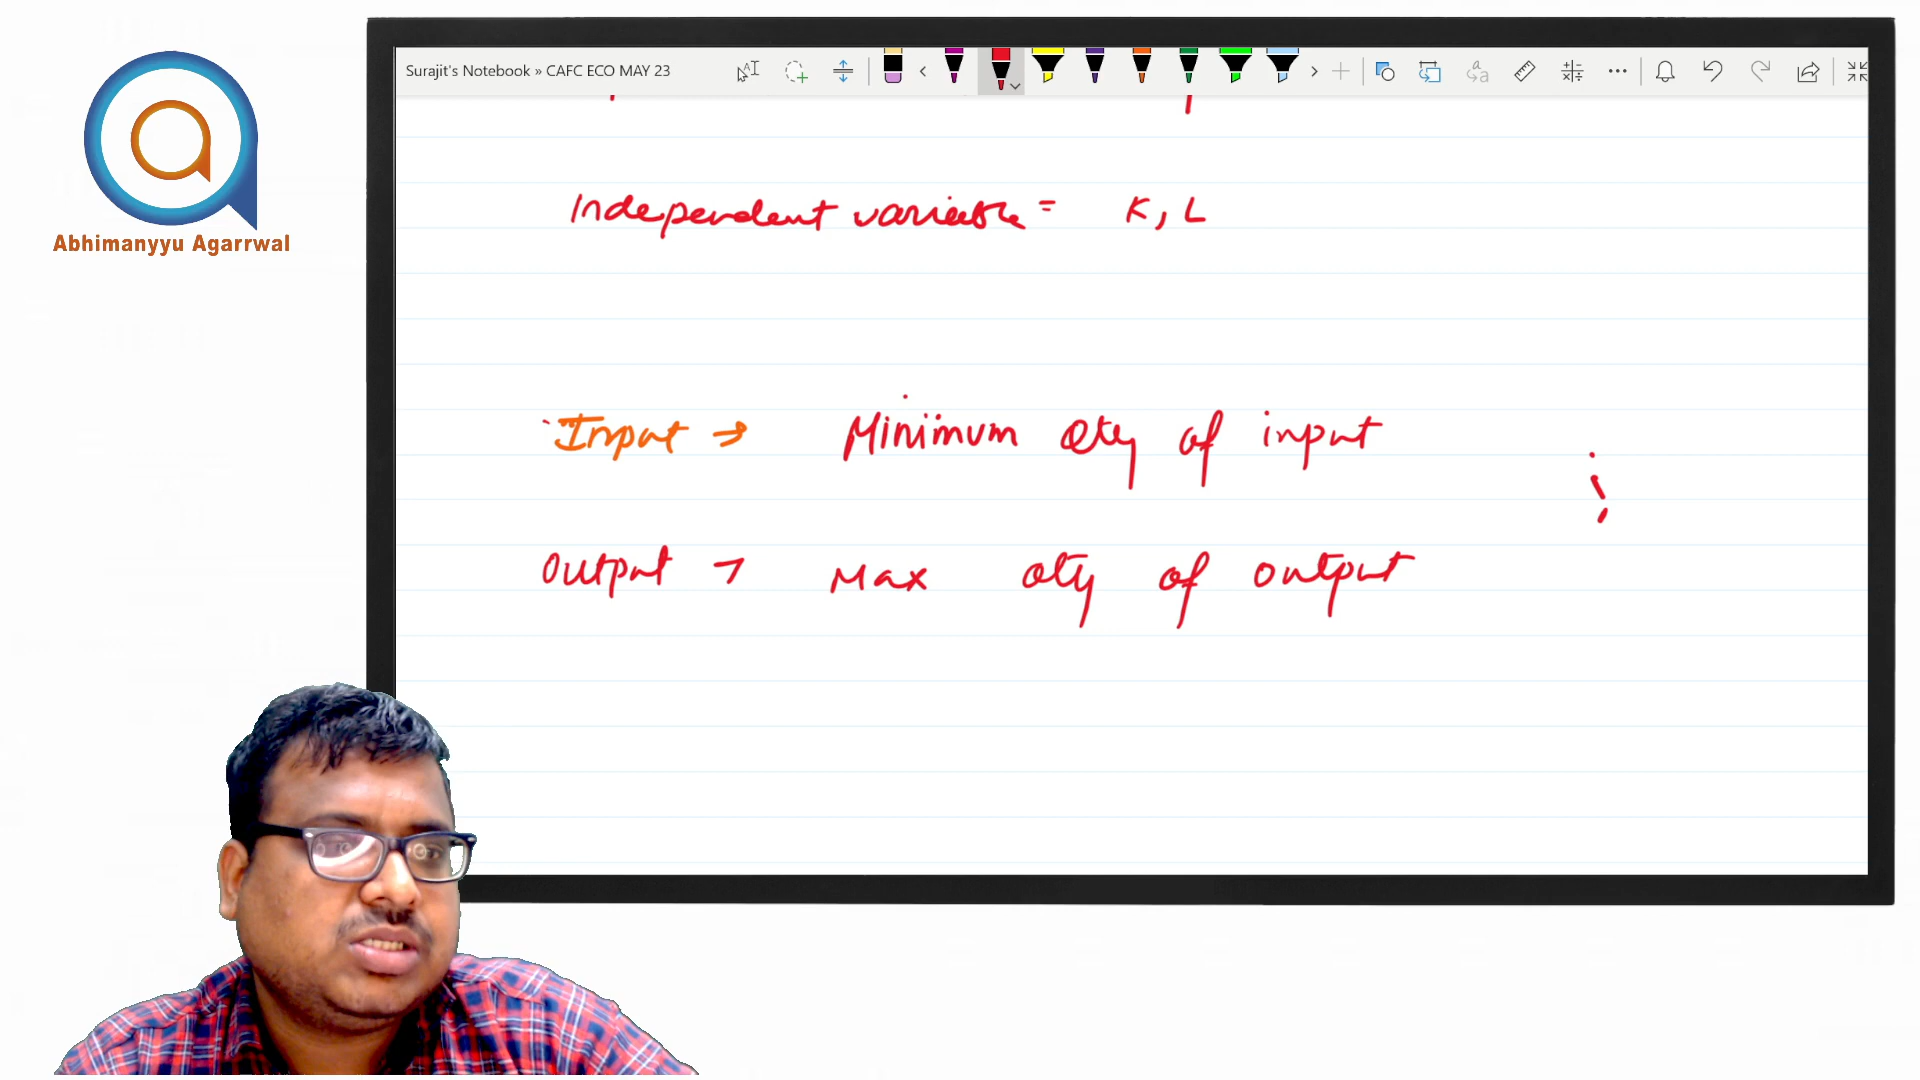 Surajit's Notebook » CAFC ECO MAY 23
Abhimanyyu Agarrwal
Independent variable = K, L
Input → Minimum Qty of input
Output → Max Qty of output